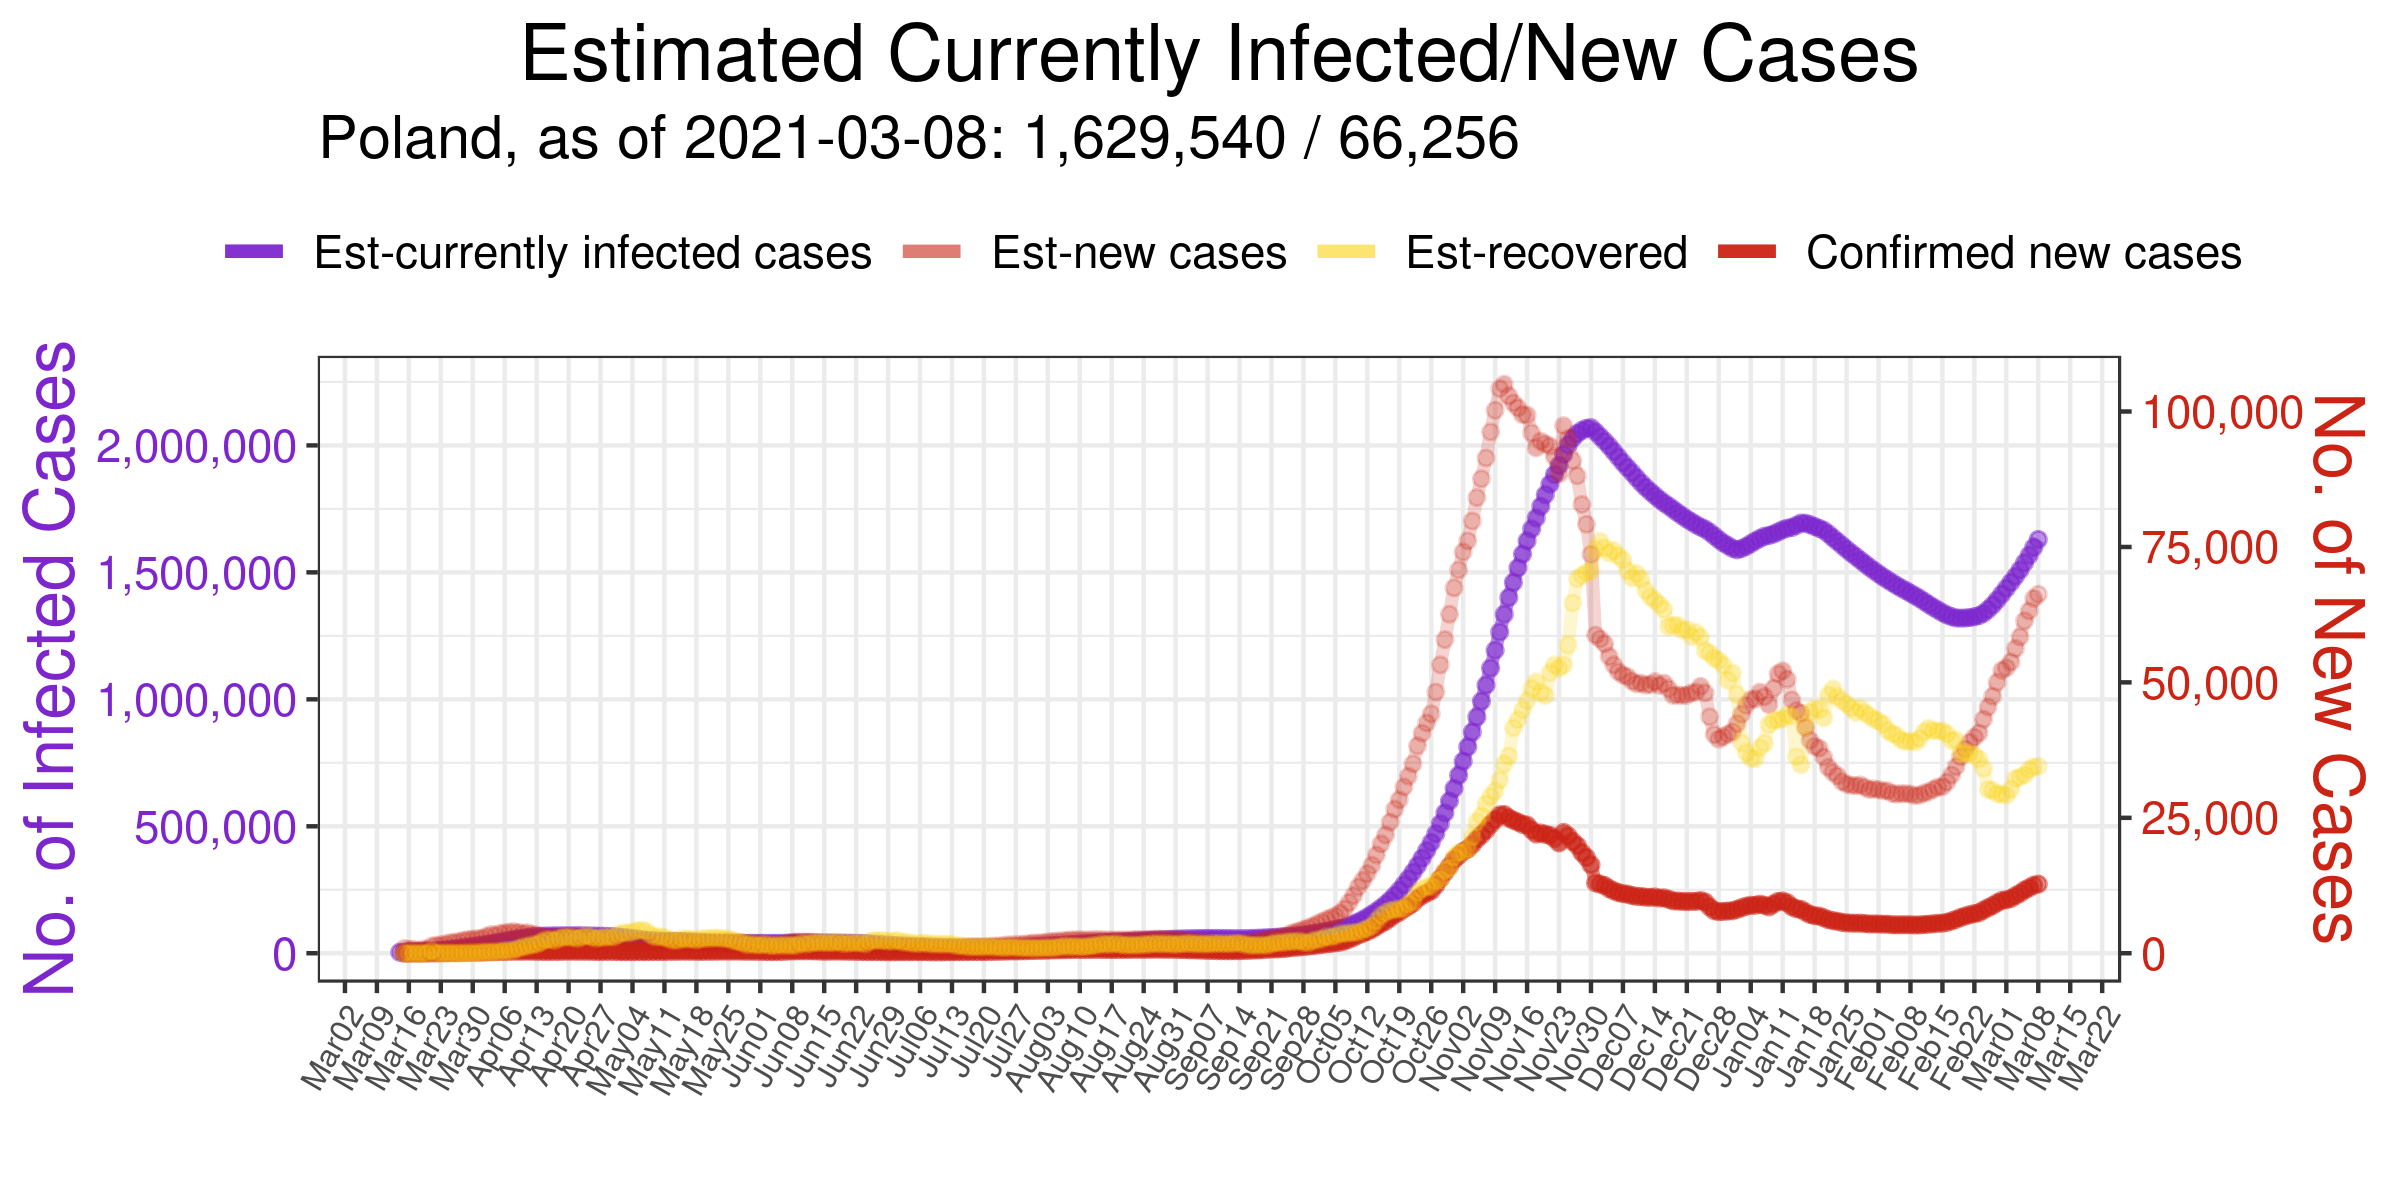 Estimated Currently Infected/New Cases
Poland, as of 2021-03-08: 1,629,540 / 66,256
Est-currently infected cases Est-new cases Est-recovered Confirmed new cases
No. of Infected Cases
2,000,000
1,500,000
1,000,000
500,000
0
100,000
75,000
50,000
25,000
0
No. of New Cases
Mar02 Mar09 Mar16 Mar23 Mar30 Apr06 Apr13 Apr20 Apr27 May04 May11 May18 May25 Jun01 Jun08 Jun15 Jun22 Jun29 Jul06 Jul13 Jul20 Jul27 Aug03 Aug10 Aug17 Aug24 Aug31 Sep07 Sep14 Sep21 Sep28 Oct05 Oct12 Oct19 Oct26 Nov02 Nov09 Nov16 Nov23 Nov30 Dec07 Dec14 Dec21 Dec28 Jan04 Jan11 Jan18 Jan25 Feb01 Feb08 Feb15 Feb22 Mar01 Mar08 Mar15 Mar22